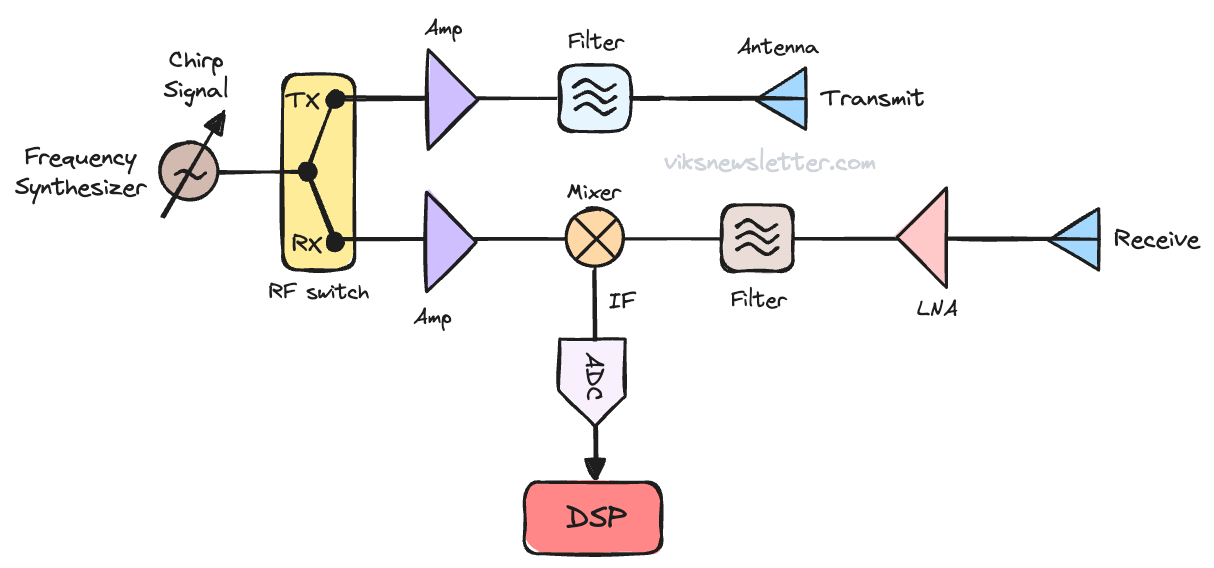 Amp
Filter
Antenna
Chirp
Signal
TX
Transmit
Frequency
Synthesizer
viksnewsletter.com
Mixer
RX
Receive
RF switch
Amp
IF
Filter
LNA
ADC
DSP